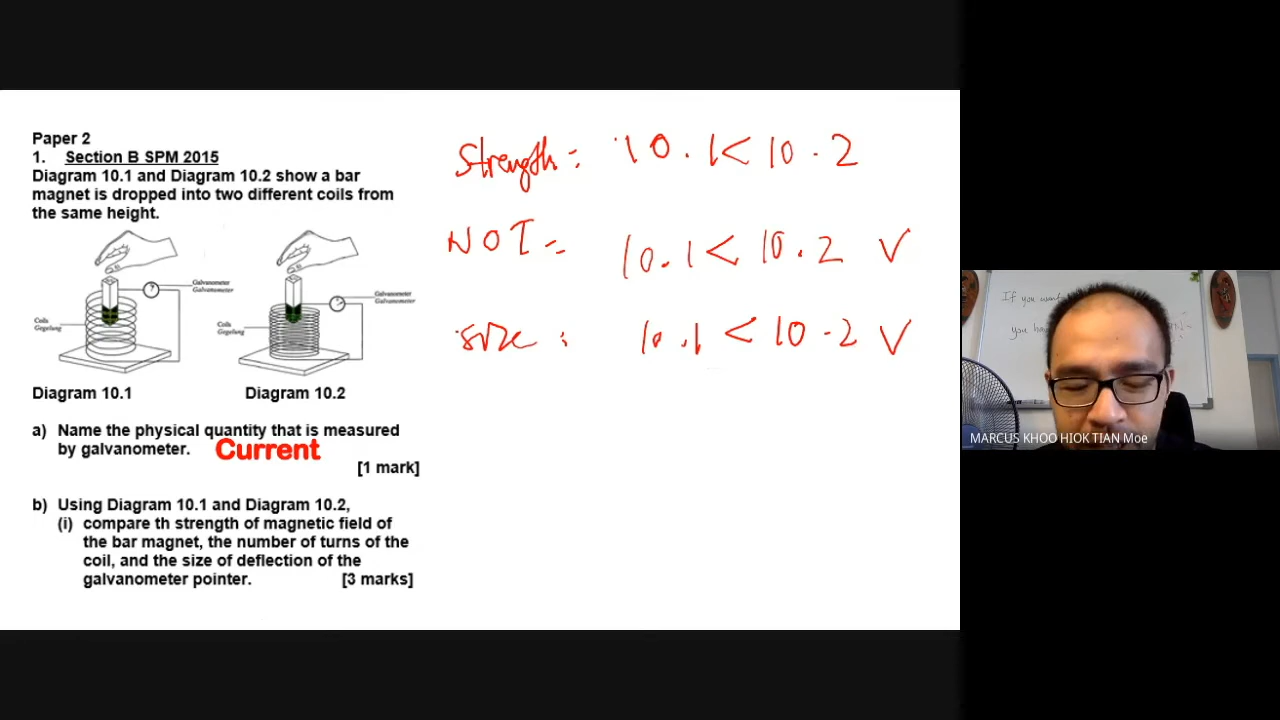 Paper 2
1. Section B SPM 2015
Diagram 10.1 and Diagram 10.2 show a bar
magnet is dropped into two different coils from
the same height.
Galvanometer
Galvanometer
Coils
Gegelung
Galvanometer
Galvanometer
Coils
Gegelung
Diagram 10.1
Diagram 10.2
a) Name the physical quantity that is measured
by galvanometer. Current
[1 mark]
b) Using Diagram 10.1 and Diagram 10.2,
(i) compare th strength of magnetic field of
the bar magnet, the number of turns of the
coil, and the size of deflection of the
galvanometer pointer. [3 marks]
Strength: 10.1 < 10.2
NOT = 10.1 < 10.2 ✓
size : 10.1 < 10.2 ✓
If you want
you ha
MARCUS KHOO HIOK TIAN Moe